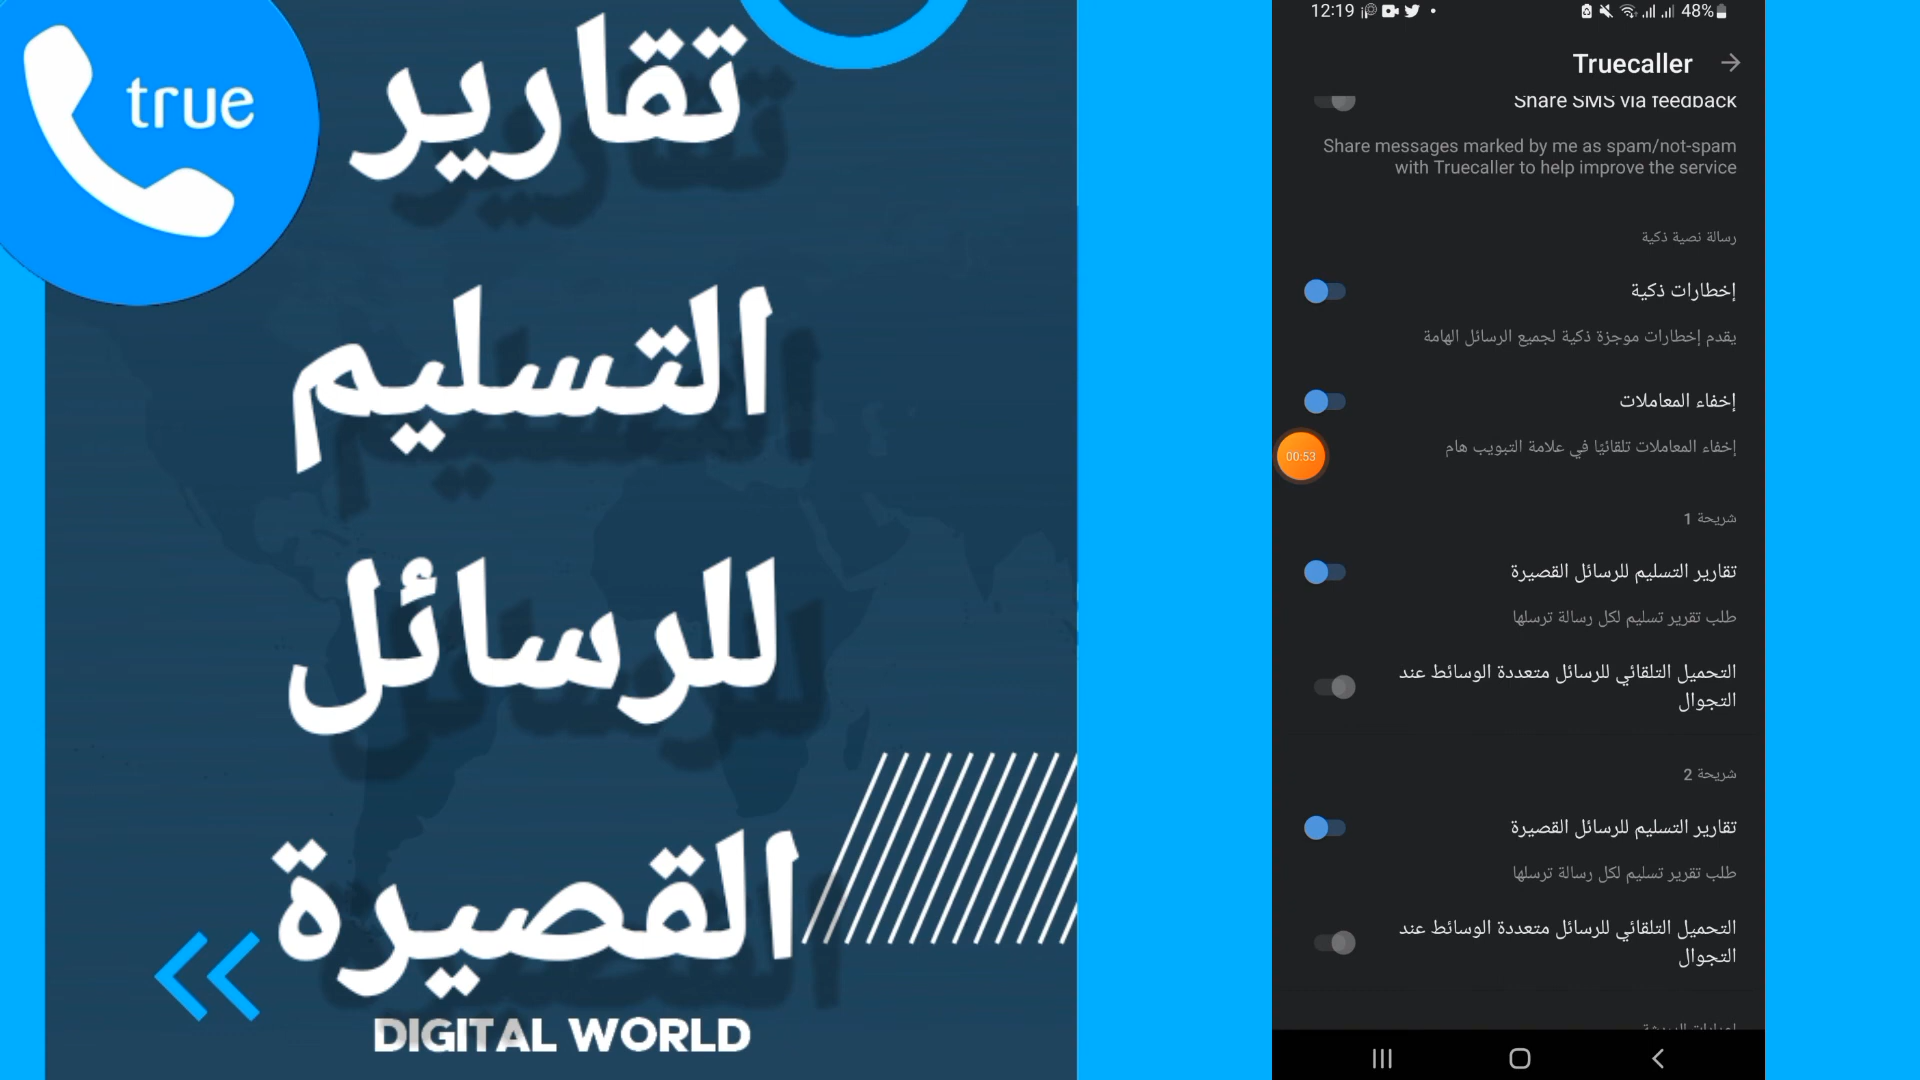 true
تقارير
التسليم
للرسائل
القصيرة
DIGITAL WORLD
12:19
48%
Truecaller
Share SMS via feedback
Share messages marked by me as spam/not-spam
with Truecaller to help improve the service
رسالة نصية ذكية
إخطارات ذكية
يقدم إخطارات موجزة ذكية لجميع الرسائل الهامة
إخفاء المعاملات
إخفاء المعاملات تلقائيًا في علامة التبويب هام
00:53
شريحة 1
تقارير التسليم للرسائل القصيرة
طلب تقرير تسليم لكل رسالة ترسلها
التحميل التلقائي للرسائل متعددة الوسائط عند
التجوال
شريحة 2
تقارير التسليم للرسائل القصيرة
طلب تقرير تسليم لكل رسالة ترسلها
التحميل التلقائي للرسائل متعددة الوسائط عند
التجوال